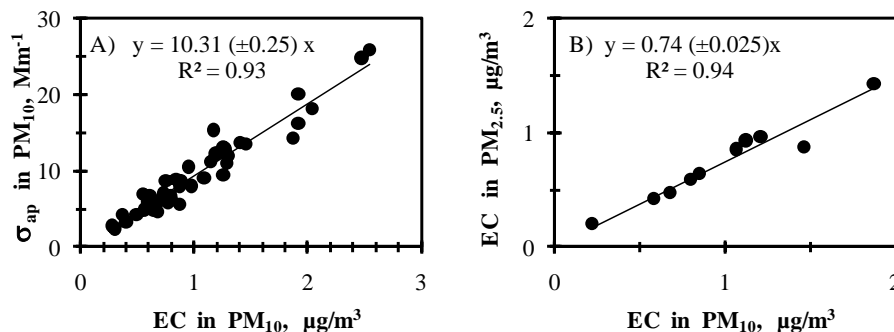 A) y = 10.31 (±0.25) x
R² = 0.93
σap in PM10, Mm-1
30
20
10
0
0 1 2 3
EC in PM10, µg/m³
B) y = 0.74 (±0.025)x
R² = 0.94
EC in PM2.5, µg/m³
2
1
0
0 1 2
EC in PM10, µg/m³